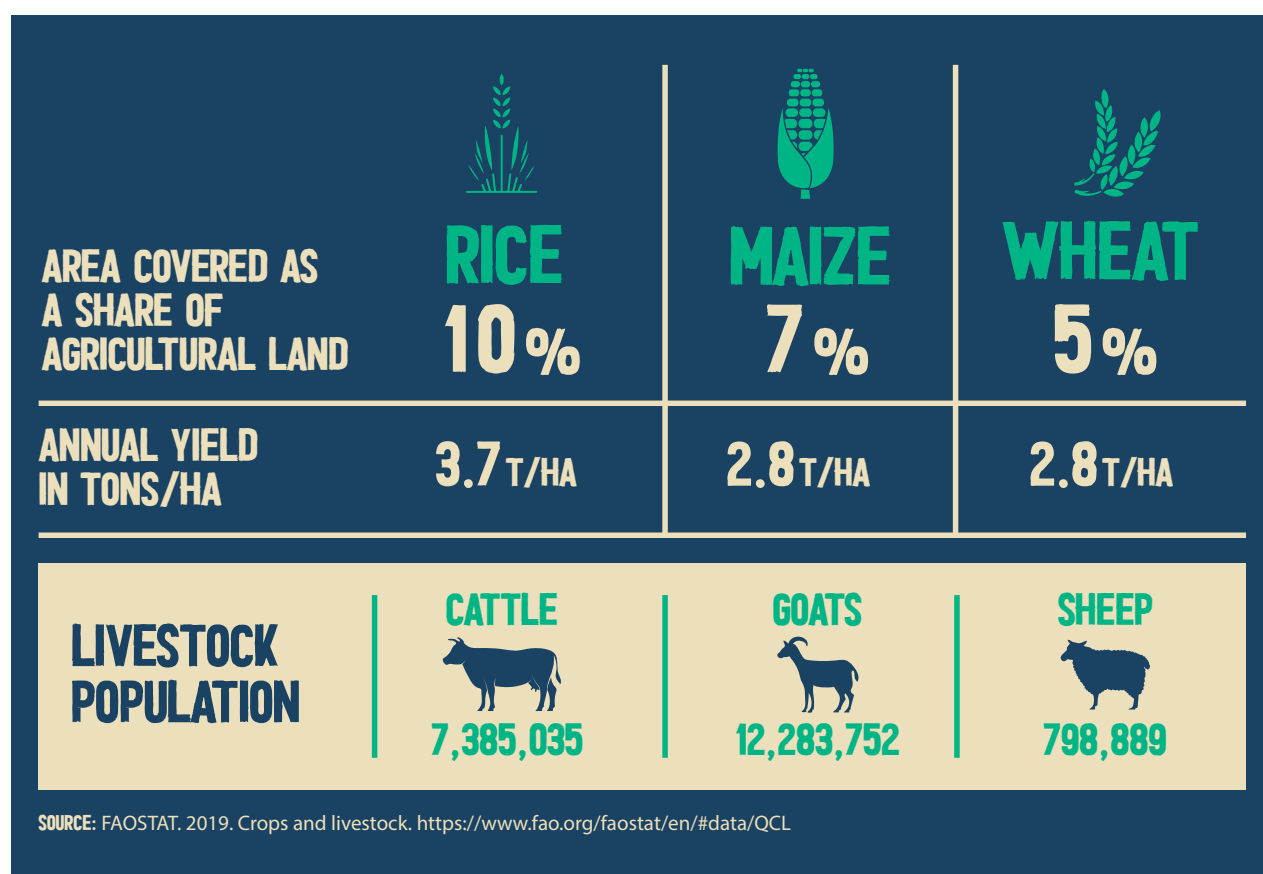 RICE
MAIZE
WHEAT
AREA COVERED AS
A SHARE OF
AGRICULTURAL LAND
10%
7%
5%
ANNUAL YIELD
IN TONS/HA
3.7 T/HA
2.8 T/HA
2.8 T/HA
LIVESTOCK
POPULATION
CATTLE
7,385,035
GOATS
12,283,752
SHEEP
798,889
SOURCE: FAOSTAT. 2019. Crops and livestock. https://www.fao.org/faostat/en/#data/QCL